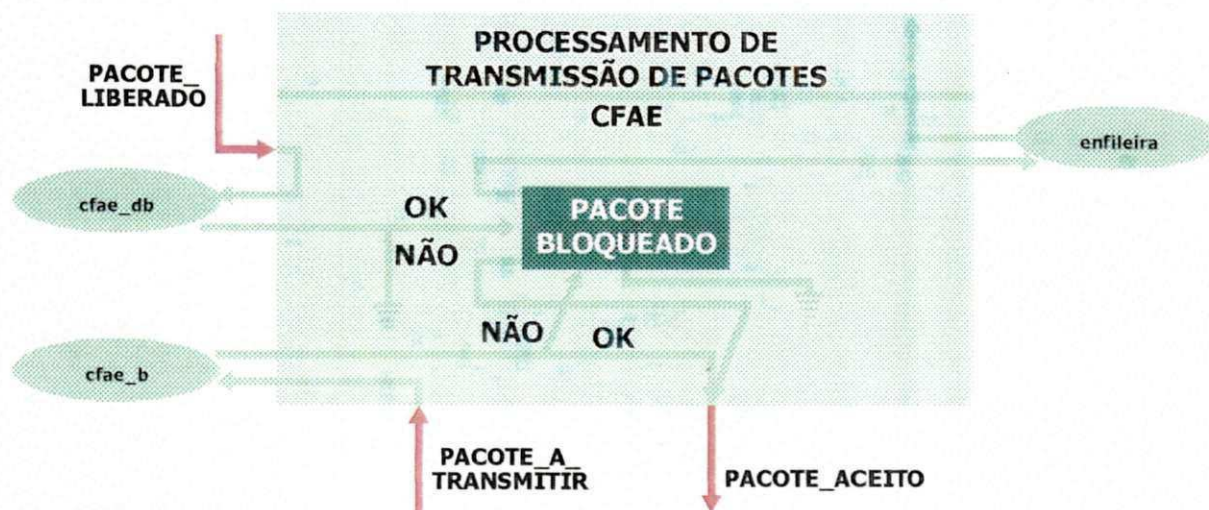 PROCESSAMENTO DE
TRANSMISSÃO DE PACOTES
CFAE
PACOTE_
LIBERADO
enfileira
cfae_db
OK
NÃO
PACOTE
BLOQUEADO
NÃO
OK
cfae_b
PACOTE_A_
TRANSMITIR
PACOTE_ACEITO